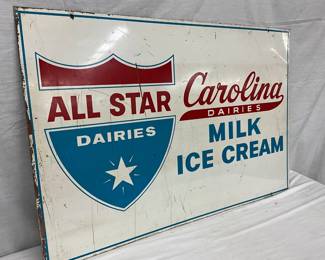 ALL STAR
DAIRIES
Carolina
DAIRIES
MILK
ICE CREAM